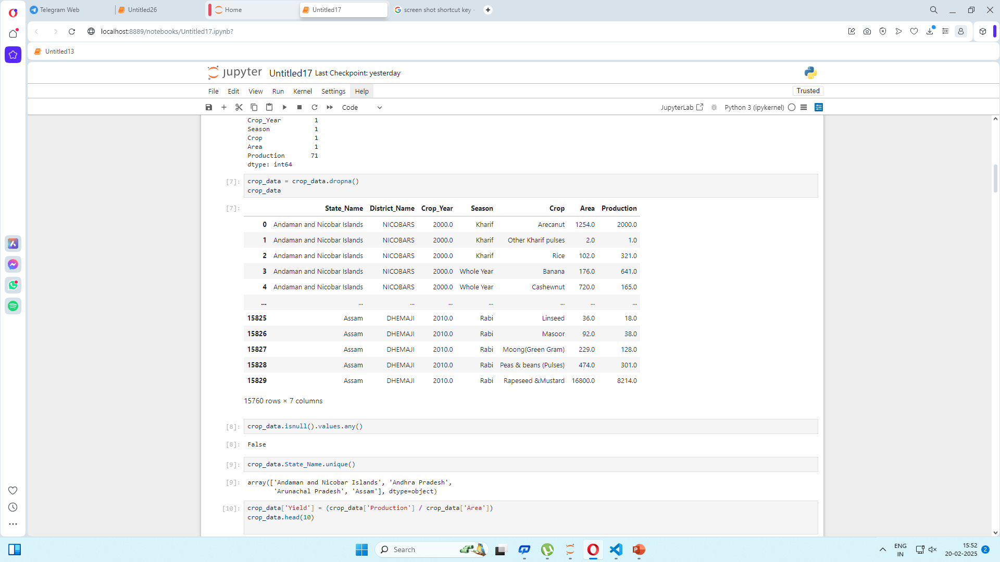 Telegram Web
Untitled26
Home
Untitled17
screen shot shortcut key -
localhost:8889/notebooks/Untitled17.ipynb?
Untitled13
jupyter Untitled17 Last Checkpoint: yesterday
File Edit View Run Kernel Settings Help
Trusted
Code
JupyterLab
Python 3 (ipykernel)
Crop_Year 1
Season 1
Crop 1
Area 1
Production 71
dtype: int64
[7]: crop_data = crop_data.dropna()
crop_data
[7]: State_Name District_Name Crop_Year Season Crop Area Production
0 Andaman and Nicobar Islands NICOBARS 2000.0 Kharif Arecanut 1254.0 2000.0
1 Andaman and Nicobar Islands NICOBARS 2000.0 Kharif Other Kharif pulses 2.0 1.0
2 Andaman and Nicobar Islands NICOBARS 2000.0 Kharif Rice 102.0 321.0
3 Andaman and Nicobar Islands NICOBARS 2000.0 Whole Year Banana 176.0 641.0
4 Andaman and Nicobar Islands NICOBARS 2000.0 Whole Year Cashewnut 720.0 165.0
... ... ... ... ... ... ... ...
15825 Assam DHEMAJI 2010.0 Rabi Linseed 36.0 18.0
15826 Assam DHEMAJI 2010.0 Rabi Masoor 92.0 38.0
15827 Assam DHEMAJI 2010.0 Rabi Moong(Green Gram) 229.0 128.0
15828 Assam DHEMAJI 2010.0 Rabi Peas & beans (Pulses) 474.0 301.0
15829 Assam DHEMAJI 2010.0 Rabi Rapeseed &Mustard 16800.0 8214.0
15760 rows × 7 columns
[8]: crop_data.isnull().values.any()
[8]: False
[9]: crop_data.State_Name.unique()
[9]: array(['Andaman and Nicobar Islands', 'Andhra Pradesh',
'Arunachal Pradesh', 'Assam'], dtype=object)
[10]: crop_data['Yield'] = (crop_data['Production'] / crop_data['Area'])
crop_data.head(10)
Search
ENG
IN
15:52
20-02-2025
2